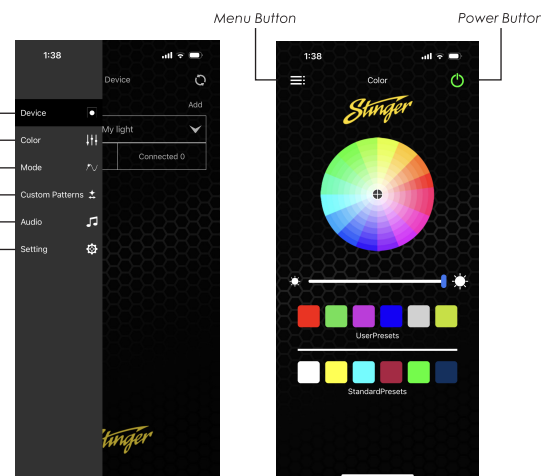 Menu Button
Power Button
1:38
Device
Add
Device
My light
Color
Connected 0
Mode
Custom Patterns
Audio
Setting
Stinger
1:38
Color
Stinger
UserPresets
StandardPresets